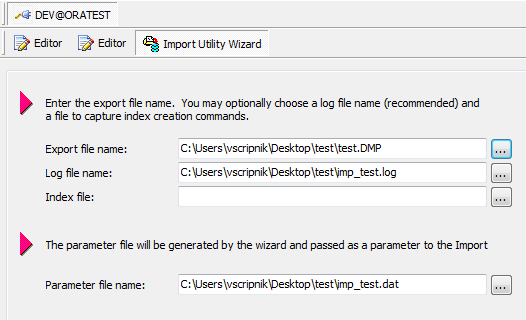 DEV@ORATEST
Editor Editor Import Utility Wizard
Enter the export file name. You may optionally choose a log file name (recommended) and
a file to capture index creation commands.
Export file name: C:\Users\vscripnik\Desktop\test\test.DMP ...
Log file name: C:\Users\vscripnik\Desktop\test\imp_test.log ...
Index file: ...
The parameter file will be generated by the wizard and passed as a parameter to the Import
Parameter file name: C:\Users\vscripnik\Desktop\test\imp_test.dat ...